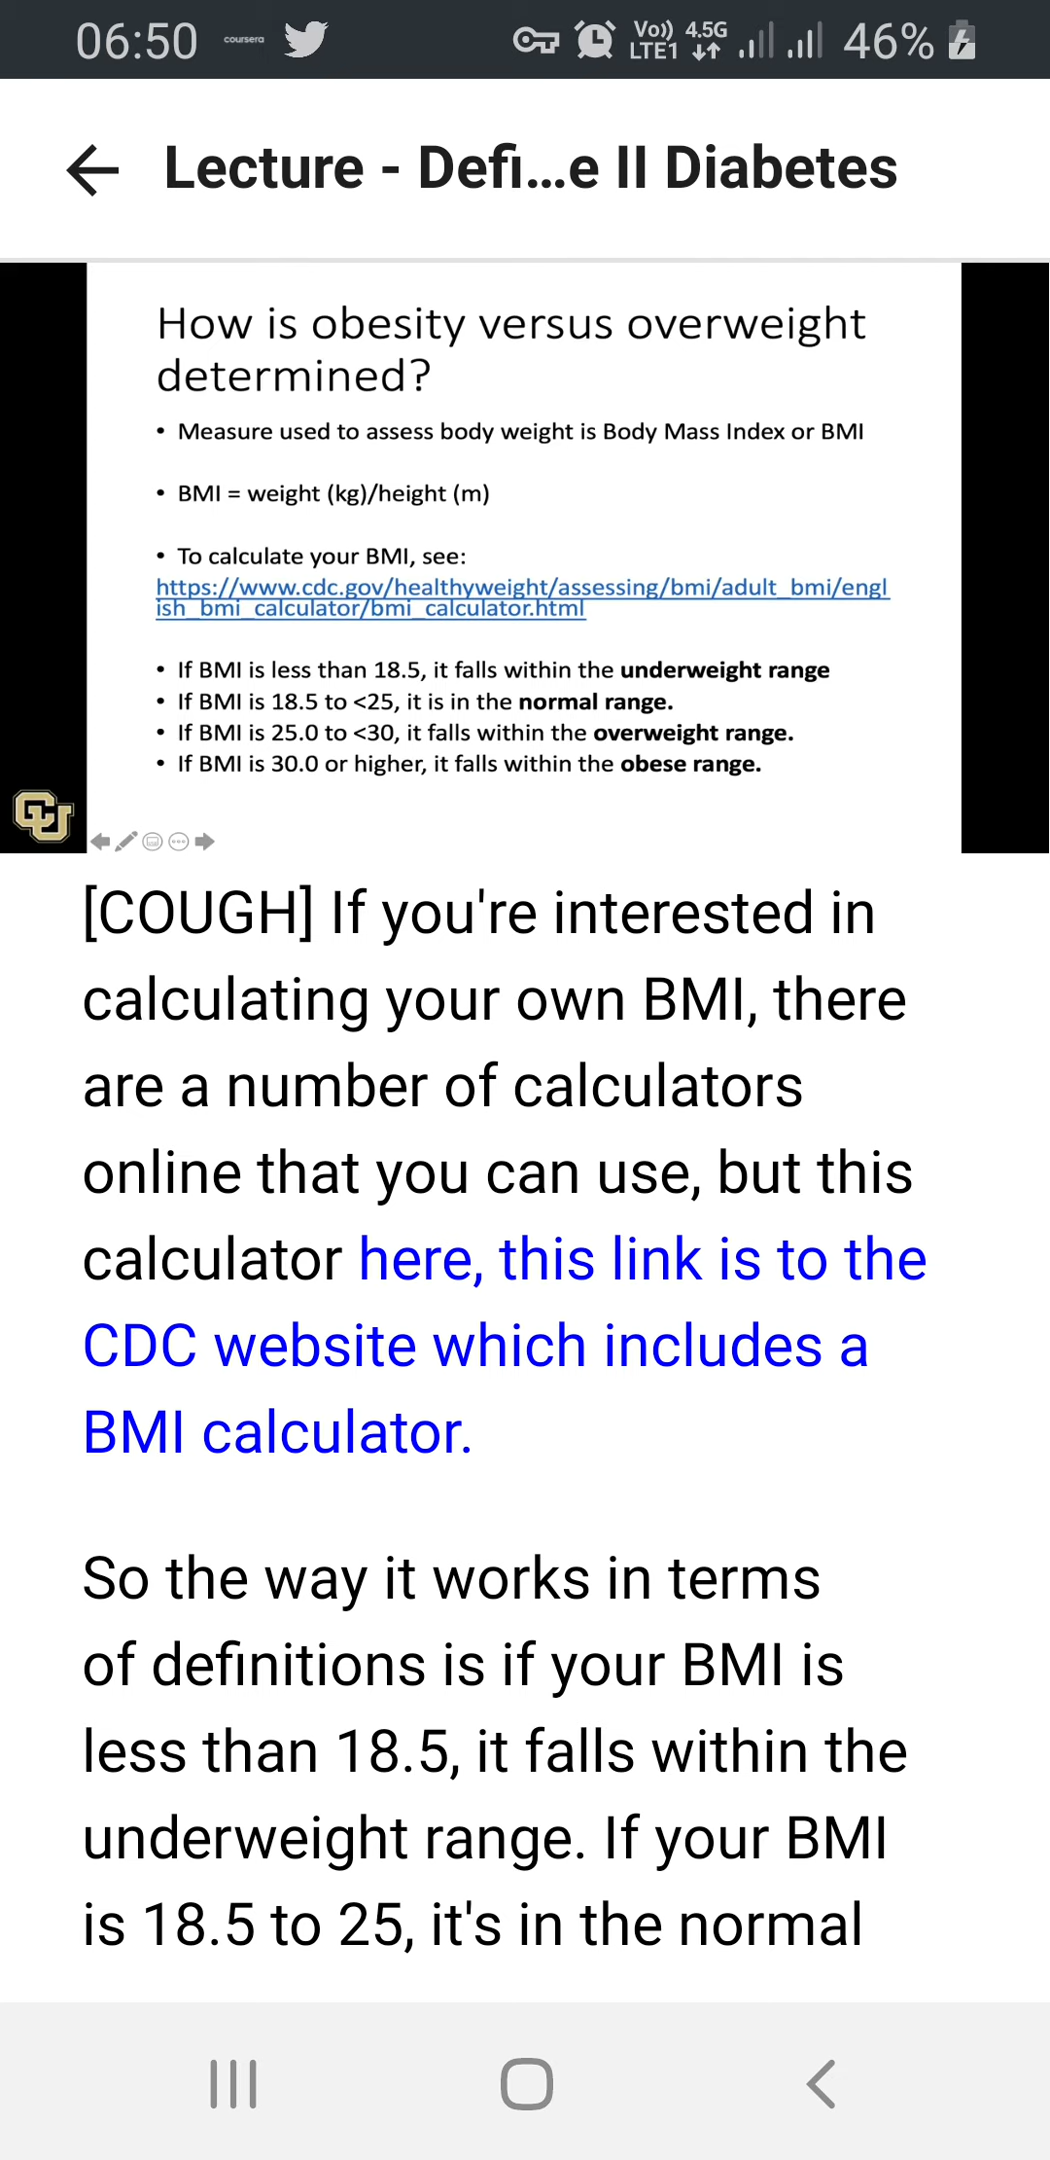 06:50 coursera Vo)) LTE1 4.5G 46%
Lecture - Defi...e II Diabetes
How is obesity versus overweight
determined?
• Measure used to assess body weight is Body Mass Index or BMI
• BMI = weight (kg)/height (m)
• To calculate your BMI, see:
https://www.cdc.gov/healthyweight/assessing/bmi/adult_bmi/engl
ish_bmi_calculator/bmi_calculator.html
• If BMI is less than 18.5, it falls within the underweight range
• If BMI is 18.5 to <25, it is in the normal range.
• If BMI is 25.0 to <30, it falls within the overweight range.
• If BMI is 30.0 or higher, it falls within the obese range.
CU
[COUGH] If you're interested in
calculating your own BMI, there
are a number of calculators
online that you can use, but this
calculator here, this link is to the
CDC website which includes a
BMI calculator.
So the way it works in terms
of definitions is if your BMI is
less than 18.5, it falls within the
underweight range. If your BMI
is 18.5 to 25, it's in the normal